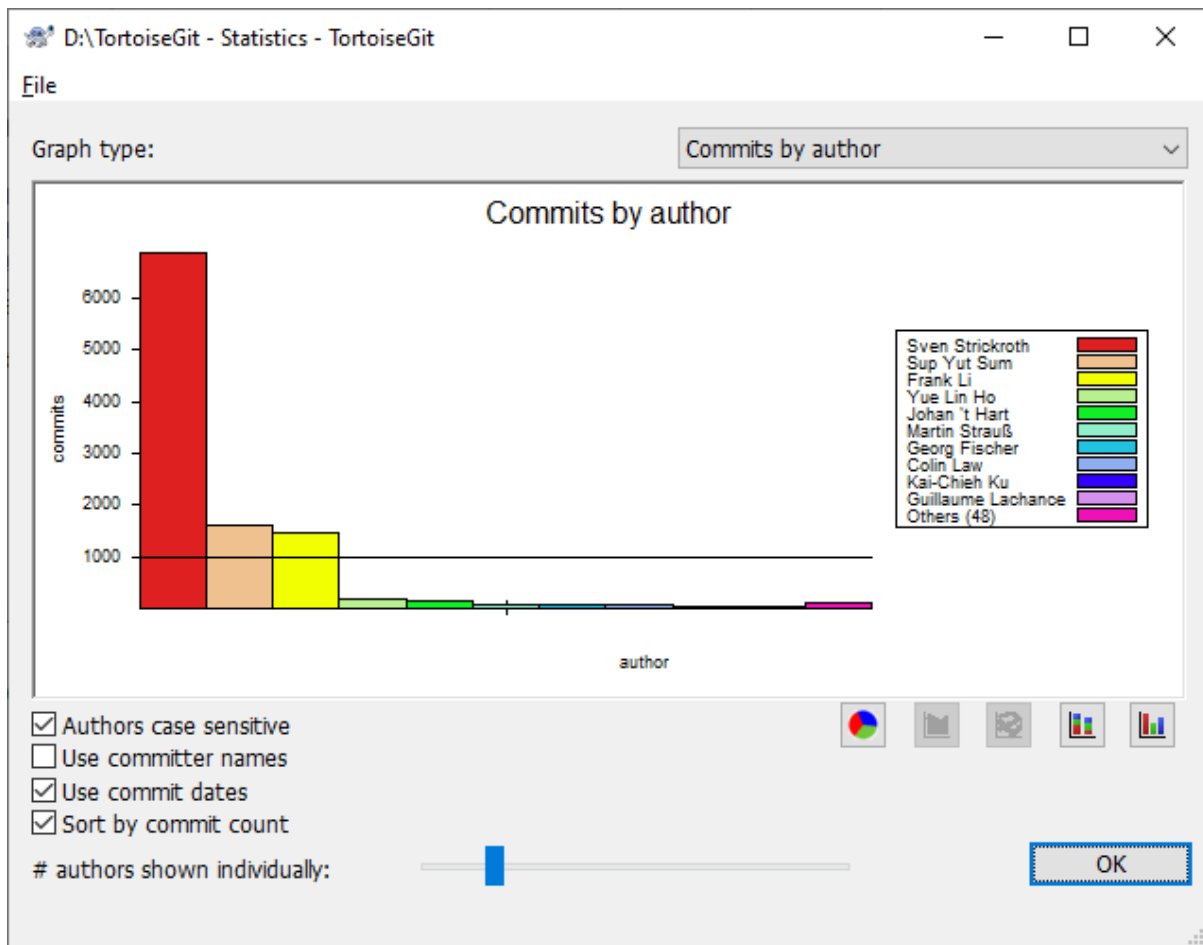 D:\TortoiseGit - Statistics - TortoiseGit
File
Graph type:
Commits by author
Commits by author
6000
5000
4000
3000
2000
1000
commits
author
Sven Strickroth
Sup Yut Sum
Frank Li
Yue Lin Ho
Johan 't Hart
Martin Strauß
Georg Fischer
Colin Law
Kai-Chieh Ku
Guillaume Lachance
Others (48)
Authors case sensitive
Use committer names
Use commit dates
Sort by commit count
# authors shown individually:
OK